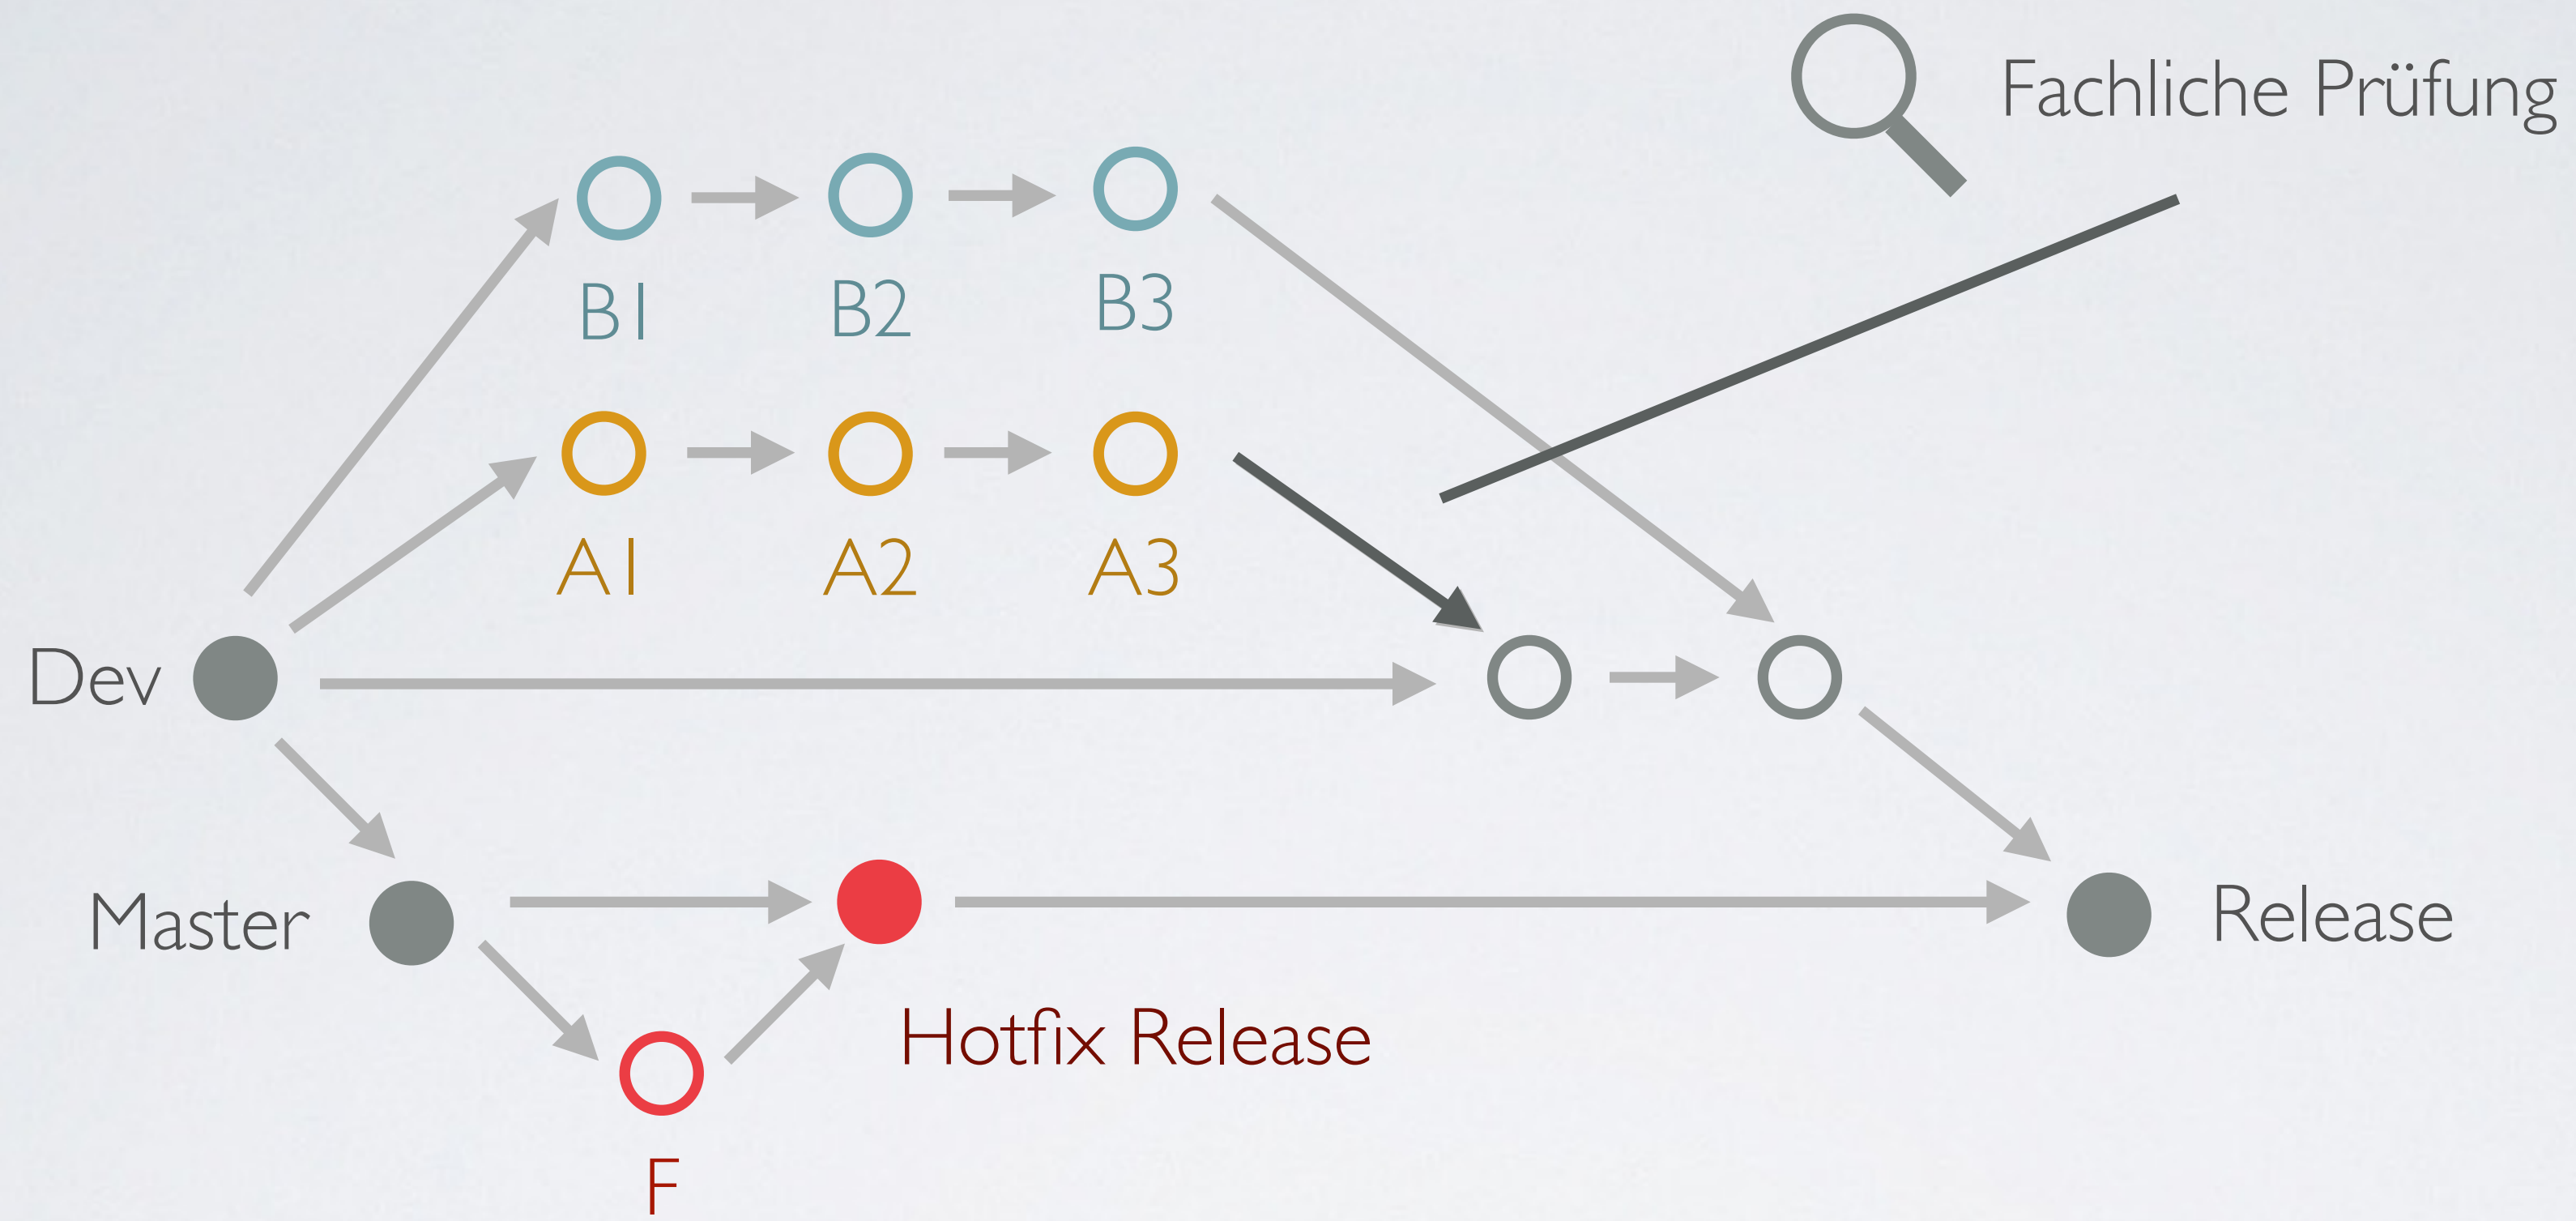 Fachliche Prüfung
B1
B2
B3
A1
A2
A3
Dev
Master
Release
Hotfix Release
F